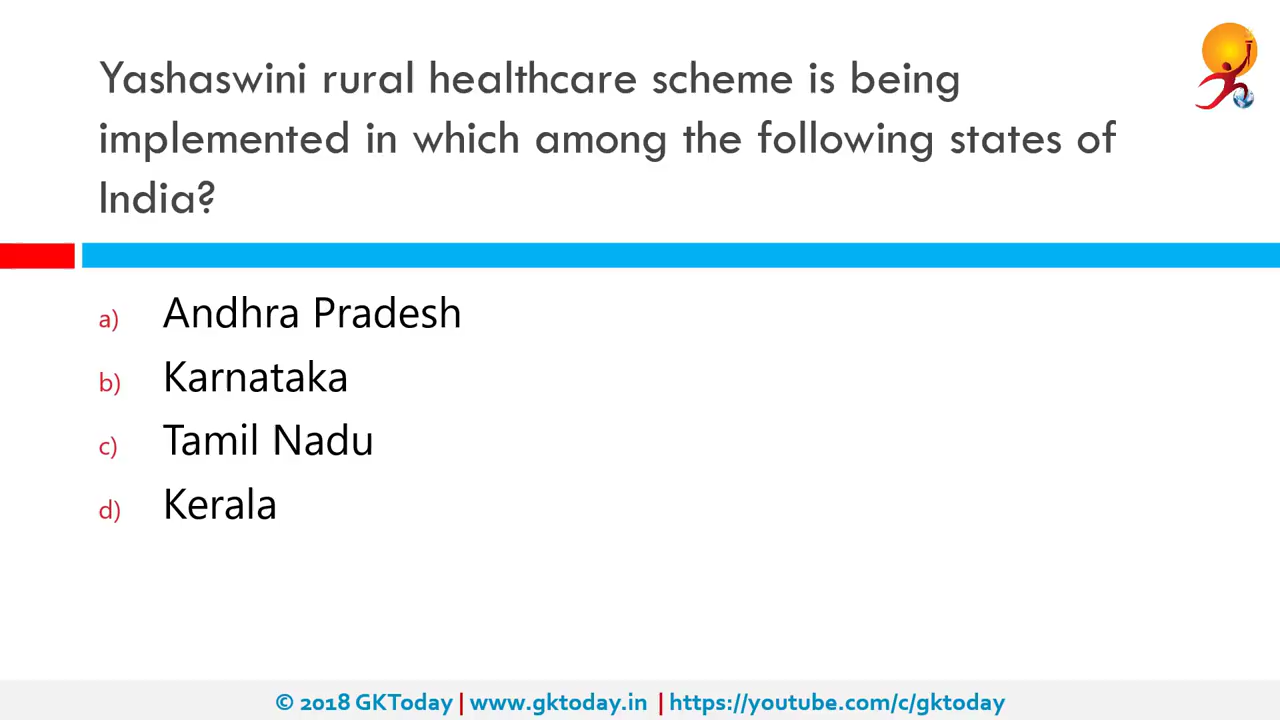 Yashaswini rural healthcare scheme is being
implemented in which among the following states of
India?
a) Andhra Pradesh
b) Karnataka
c) Tamil Nadu
d) Kerala
© 2018 GKToday | www.gktoday.in | https://youtube.com/c/gktoday